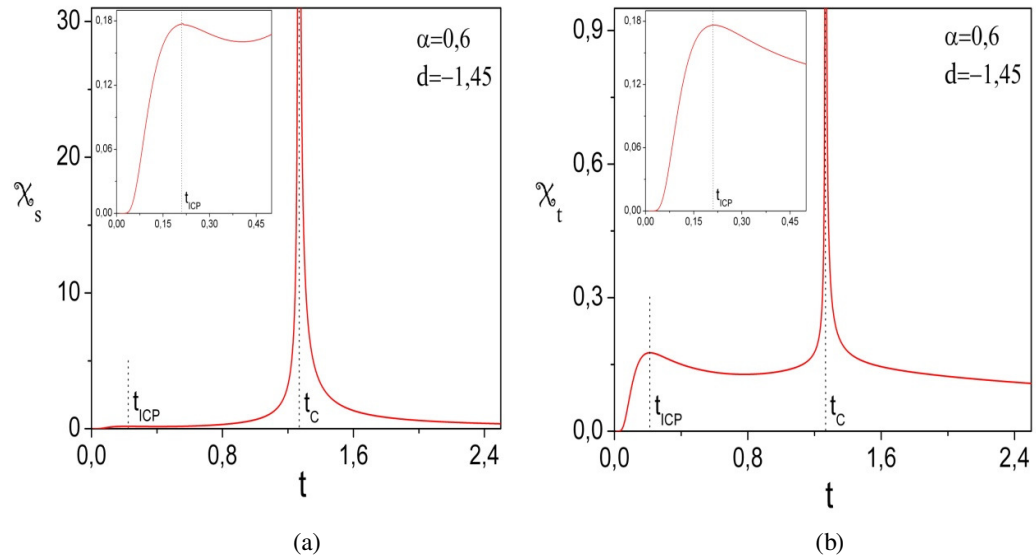 30
20
10
0
0,0
0,8
1,6
2,4
χs
t
α=0,6
d=−1,45
tICP
tC
0,18
0,12
0,06
0,00
0,00
0,15
0,30
0,45
tICP
(a)
0,9
0,6
0,3
0,0
0,0
0,8
1,6
2,4
χt
t
α=0,6
d=−1,45
tICP
tC
0,18
0,12
0,06
0,00
0,00
0,15
0,30
0,45
tICP
(b)